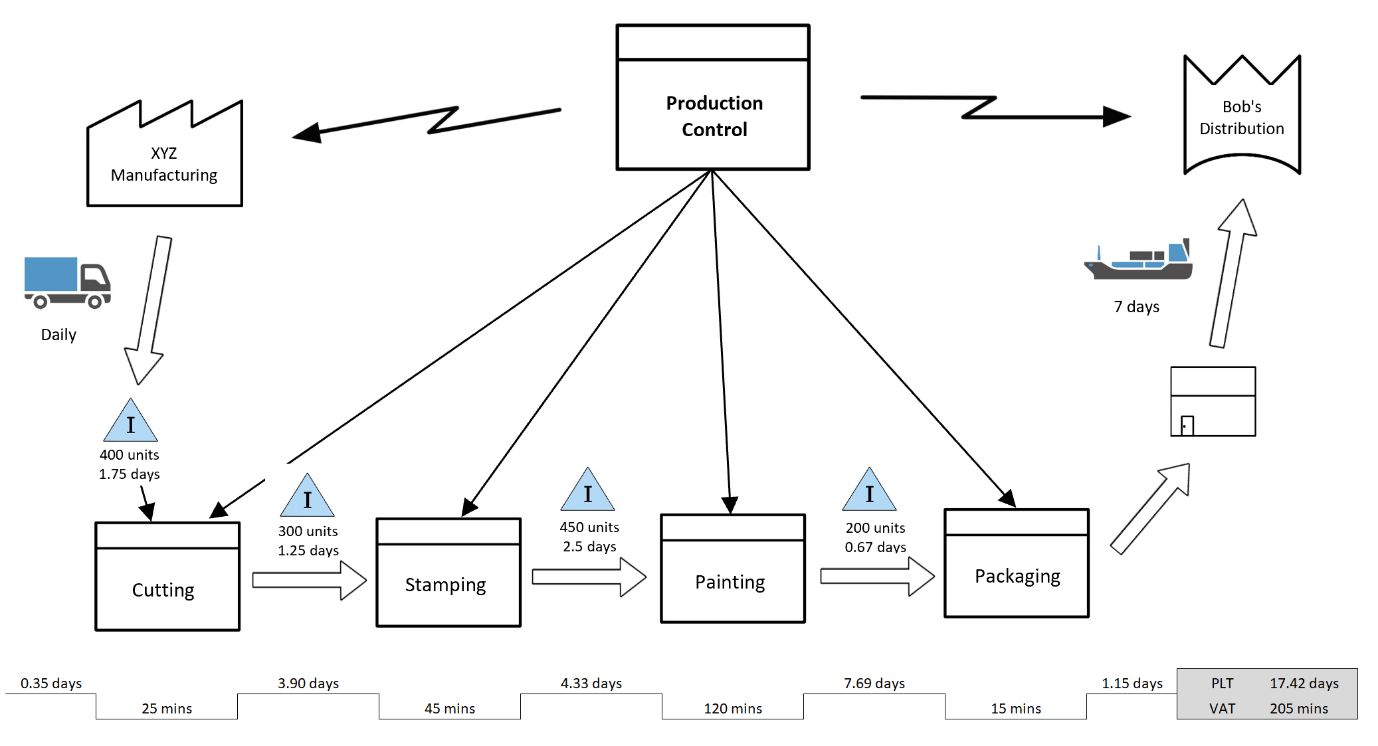 Production
Control
Bob's
Distribution
XYZ
Manufacturing
Daily
7 days
I
400 units
1.75 days
I
300 units
1.25 days
I
450 units
2.5 days
I
200 units
0.67 days
Cutting
Stamping
Painting
Packaging
0.35 days
3.90 days
4.33 days
7.69 days
1.15 days
PLT 17.42 days
25 mins
45 mins
120 mins
15 mins
VAT 205 mins